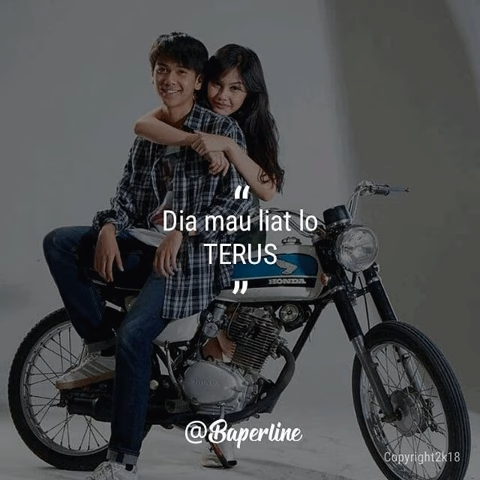 “
Dia mau liat lo
TERUS
”
HONDA
@Baperline
Copyright2k18